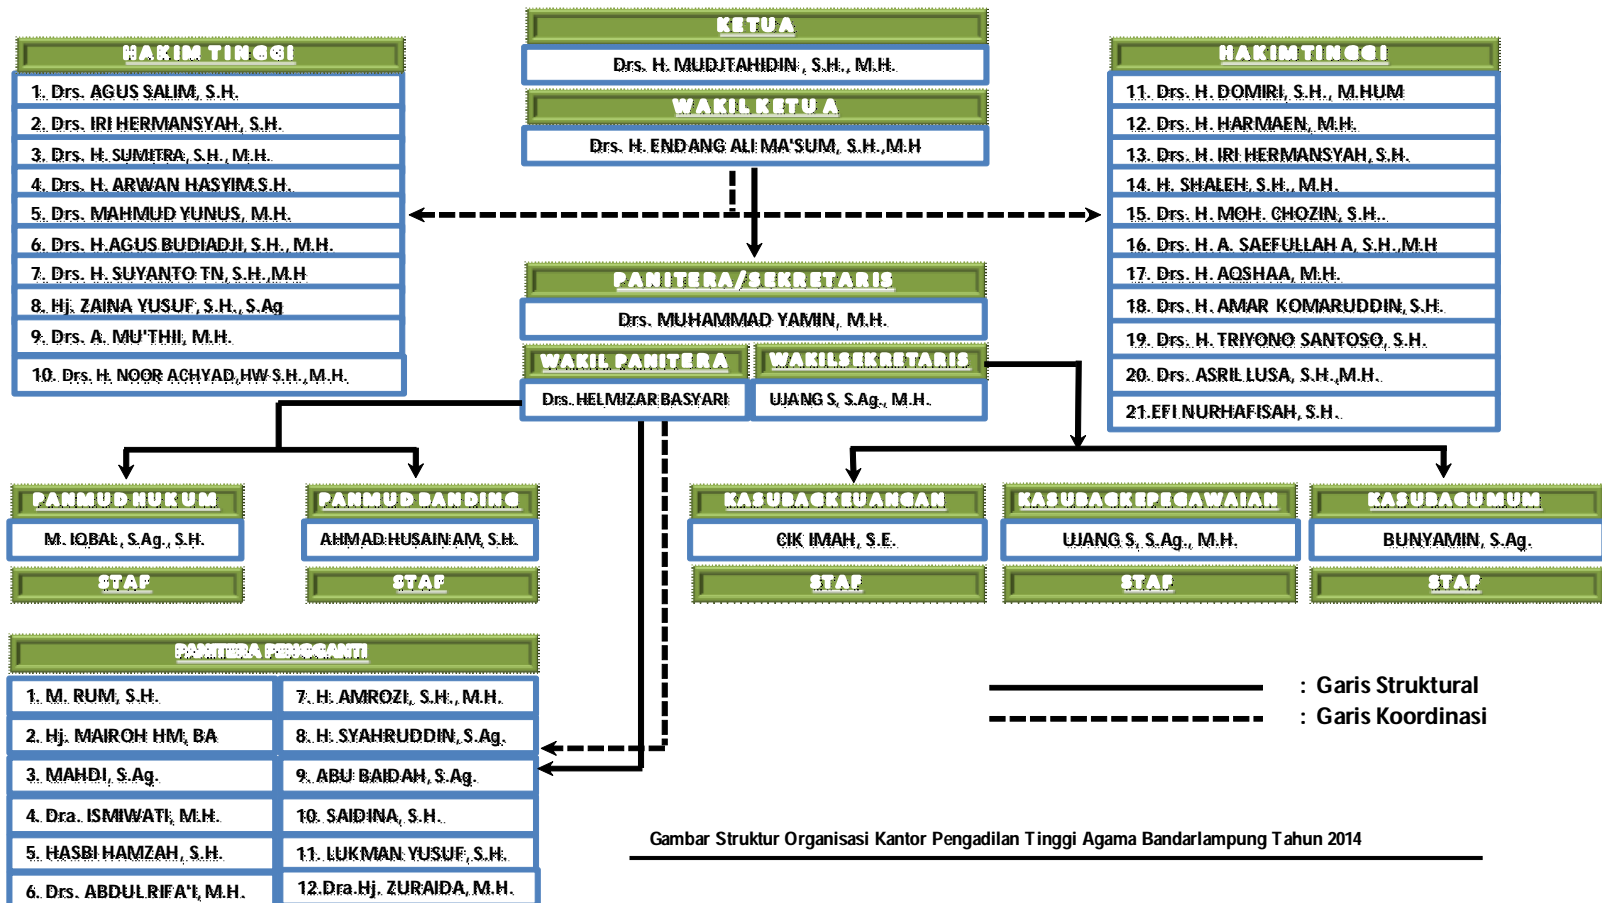 KETUA
Drs. H. MUDJTAHIDIN , S.H., M.H.
WAKIL KETUA
Drs. H. ENDANG ALI MA'SUM, S.H.,M.H
HAKIM TINGGI
1. Drs. AGUS SALIM, S.H.
2. Drs. IRI HERMANSYAH, S.H.
3. Drs. H. SUMITRA, S.H., M.H.
4. Drs. H. ARWAN HASYIM.S.H.
5. Drs. MAHMUD YUNUS, M.H.
6. Drs. H.AGUS BUDIADJI, S.H., M.H.
7. Drs. H. SUYANTO TN, S.H.,M.H
8. Hj. ZAINA YUSUF, S.H., S.Ag
9. Drs. A. MU'THII, M.H.
10. Drs. H. NOOR ACHYAD,HW S.H., M.H.
HAKIM TINGGI
11. Drs. H. DOMIRI, S.H., M.HUM
12. Drs. H. HARMAEN, M.H.
13. Drs. H. IRI HERMANSYAH, S.H.
14. H. SHALEH, S.H., M.H.
15. Drs. H. MOH. CHOZIN, S.H..
16. Drs. H. A. SAEFULLAH A, S.H.,M.H
17. Drs. H. AQSHAA, M.H.
18. Drs. H. AMAR KOMARUDDIN, S.H.
19. Drs. H. TRIYONO SANTOSO, S.H.
20. Drs. ASRIL LUSA, S.H.,M.H.
21.EFI NURHAFISAH, S.H.
PANITERA/SEKRETARIS
Drs. MUHAMMAD YAMIN, M.H.
WAKIL PANITERA
Drs. HELMIZAR BASYARI
WAKIL SEKRETARIS
UJANG S, S.Ag., M.H.
PANMUD HUKUM
M. IQBAL, S.Ag., S.H.
STAF
PANMUD BANDING
AHMAD HUSAIN AM, S.H.
STAF
KASUBAG KEUANGAN
CIK IMAH, S.E.
STAF
KASUBAG KEPEGAWAIAN
UJANG S, S.Ag., M.H.
STAF
KASUBAG UMUM
BUNYAMIN, S.Ag.
STAF
PANITERA PENGGANTI
1. M. RUM, S.H.
2. Hj. MAIROH HM, BA
3. MAHDI, S.Ag.
4. Dra. ISMIWATI, M.H.
5. HASBI HAMZAH, S.H.
6. Drs. ABDUL RIFA'I, M.H.
7. H. AMROZI, S.H., M.H.
8. H. SYAHRUDDIN, S.Ag.
9. ABU BAIDAH, S.Ag.
10. SAIDINA, S.H.
11. LUKMAN YUSUF, S.H.
12.Dra.Hj. ZURAIDA, M.H.
: Garis Struktural
: Garis Koordinasi
Gambar Struktur Organisasi Kantor Pengadilan Tinggi Agama Bandarlampung Tahun 2014